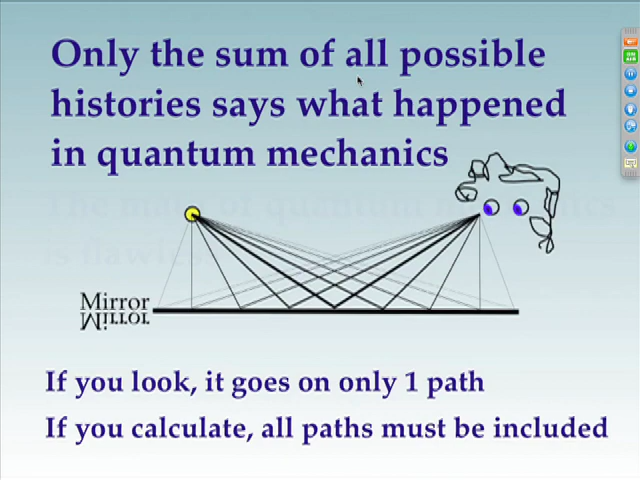 Only the sum of all possible
histories says what happened
in quantum mechanics
Mirror
Mirror
If you look, it goes on only 1 path
If you calculate, all paths must be included